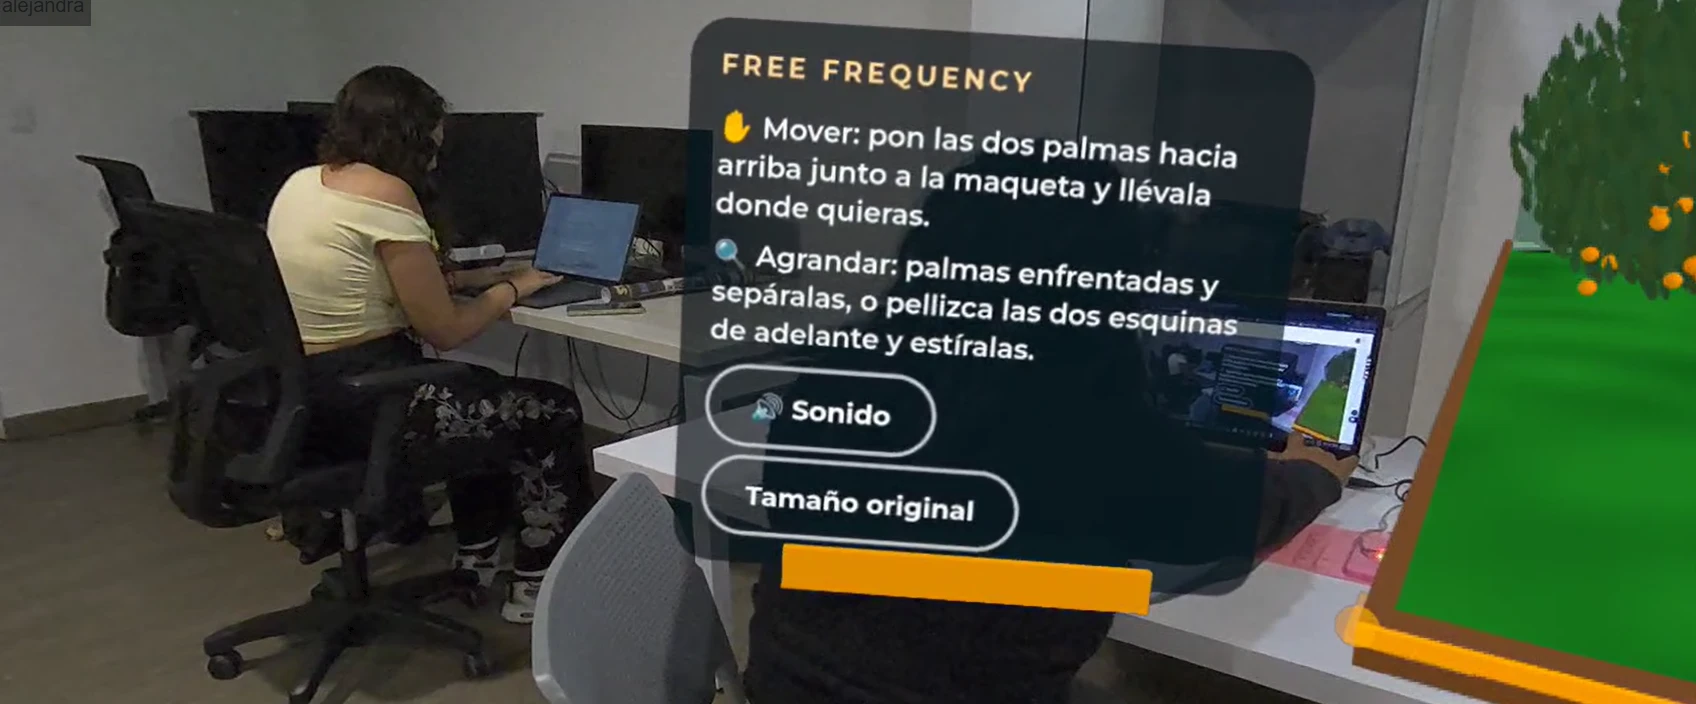 alejandra
FREE FREQUENCY
✋ Mover: pon las dos palmas hacia
arriba junto a la maqueta y llévala
donde quieras.
🔍 Agrandar: palmas enfrentadas y
sepáralas, o pellizca las dos esquinas
de adelante y estíralas.
🔊 Sonido
Tamaño original